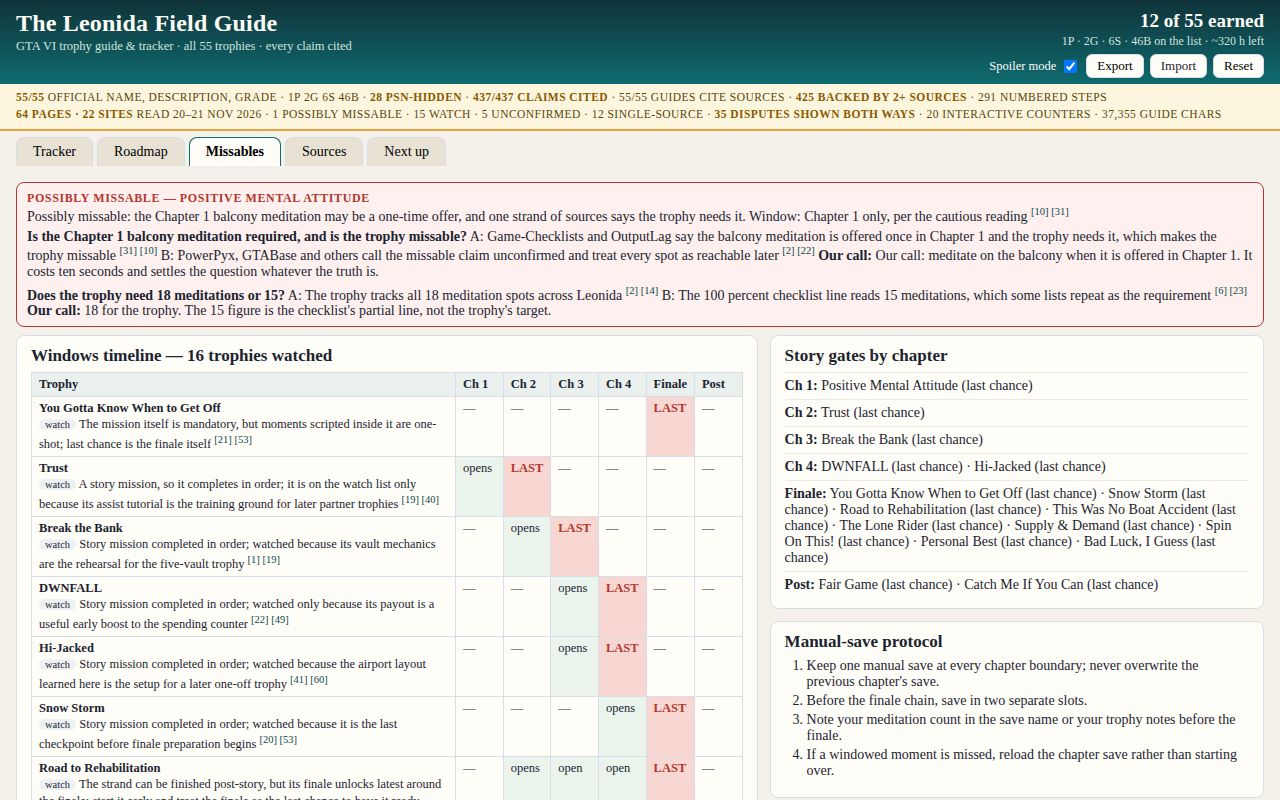 The Leonida Field Guide
GTA VI trophy guide & tracker · all 55 trophies · every claim cited
12 of 55 earned
1P · 2G · 6S · 46B on the list · ~320 h left
Spoiler mode Export Import Reset
55/55 OFFICIAL NAME, DESCRIPTION, GRADE · 1P 2G 6S 46B · 28 PSN-HIDDEN · 437/437 CLAIMS CITED · 55/55 GUIDES CITE SOURCES · 425 BACKED BY 2+ SOURCES · 291 NUMBERED STEPS
64 PAGES · 22 SITES READ 20–21 NOV 2026 · 1 POSSIBLY MISSABLE · 15 WATCH · 5 UNCONFIRMED · 12 SINGLE-SOURCE · 35 DISPUTES SHOWN BOTH WAYS · 20 INTERACTIVE COUNTERS · 37,355 GUIDE CHARS
Tracker Roadmap Missables Sources Next up
POSSIBLY MISSABLE — POSITIVE MENTAL ATTITUDE
Possibly missable: the Chapter 1 balcony meditation may be a one-time offer, and one strand of sources says the trophy needs it. Window: Chapter 1 only, per the cautious reading [10] [31]
Is the Chapter 1 balcony meditation required, and is the trophy missable? A: Game-Checklists and OutputLag say the balcony meditation is offered once in Chapter 1 and the trophy needs it, which makes the
trophy missable [31] [10] B: PowerPyx, GTABase and others call the missable claim unconfirmed and treat every spot as reachable later [2] [22] Our call: Our call: meditate on the balcony when it is offered in Chapter 1. It
costs ten seconds and settles the question whatever the truth is.
Does the trophy need 18 meditations or 15? A: The trophy tracks all 18 meditation spots across Leonida [2] [14] B: The 100 percent checklist line reads 15 meditations, which some lists repeat as the requirement [6] [23]
Our call: 18 for the trophy. The 15 figure is the checklist's partial line, not the trophy's target.
Windows timeline — 16 trophies watched
Trophy Ch 1 Ch 2 Ch 3 Ch 4 Finale Post
You Gotta Know When to Get Off — — — — LAST —
watch The mission itself is mandatory, but moments scripted inside it are one-
shot; last chance is the finale itself [21] [53]
Trust opens LAST — — — —
watch A story mission, so it completes in order; it is on the watch list only
because its assist tutorial is the training ground for later partner trophies [19] [40]
Break the Bank — opens LAST — — —
watch Story mission completed in order; watched because its vault mechanics
are the rehearsal for the five-vault trophy [1] [19]
DWNFALL — — opens LAST — —
watch Story mission completed in order; watched only because its payout is a
useful early boost to the spending counter [22] [49]
Hi-Jacked — — opens LAST — —
watch Story mission completed in order; watched because the airport layout
learned here is the setup for a later one-off trophy [41] [60]
Snow Storm — — — opens LAST —
watch Story mission completed in order; watched because it is the last
checkpoint before finale preparation begins [20] [53]
Road to Rehabilitation — opens open open LAST —
watch The strand can be finished post-story, but its finale unlocks latest around
Story gates by chapter
Ch 1: Positive Mental Attitude (last chance)
Ch 2: Trust (last chance)
Ch 3: Break the Bank (last chance)
Ch 4: DWNFALL (last chance) · Hi-Jacked (last chance)
Finale: You Gotta Know When to Get Off (last chance) · Snow Storm (last
chance) · Road to Rehabilitation (last chance) · This Was No Boat Accident (last
chance) · The Lone Rider (last chance) · Supply & Demand (last chance) · Spin
On This! (last chance) · Personal Best (last chance) · Bad Luck, I Guess (last
chance)
Post: Fair Game (last chance) · Catch Me If You Can (last chance)
Manual-save protocol
1. Keep one manual save at every chapter boundary; never overwrite the
previous chapter's save.
2. Before the finale chain, save in two separate slots.
3. Note your meditation count in the save name or your trophy notes before the
finale.
4. If a windowed moment is missed, reload the chapter save rather than starting
over.